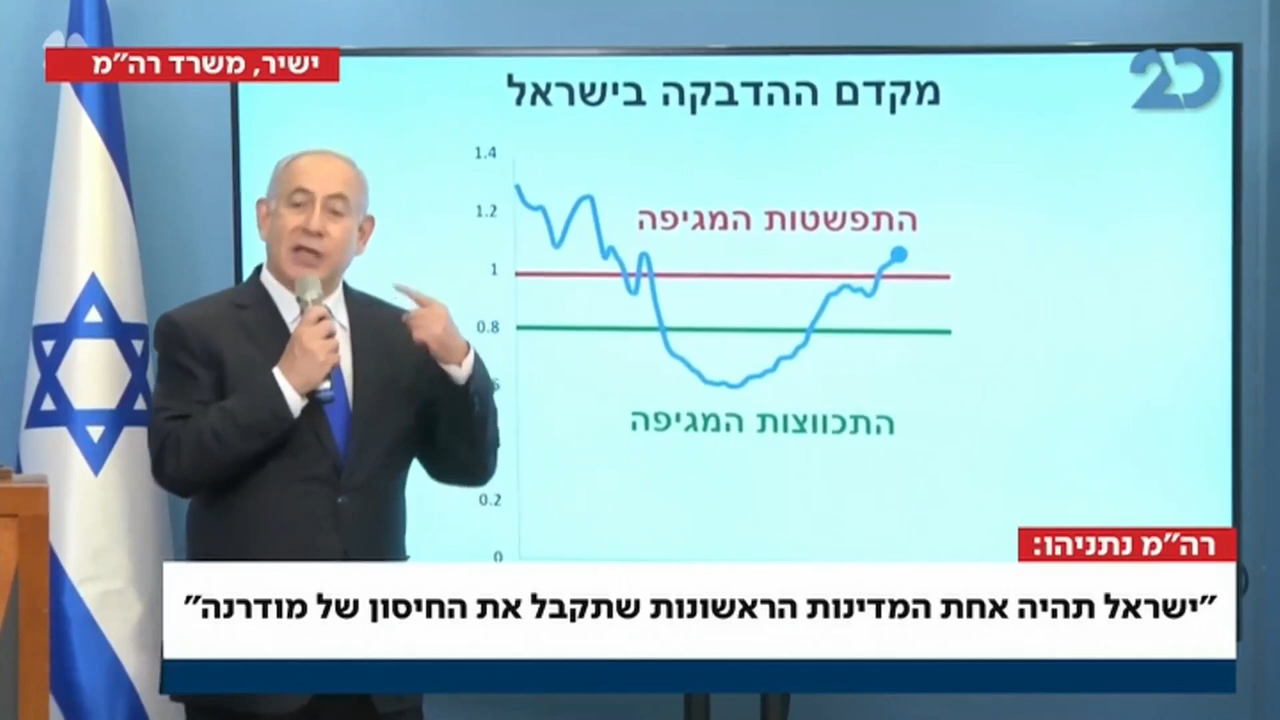 ישיר, משרד רה"מ
20
מקדם ההדבקה בישראל
1.4
1.2
התפשטות המגיפה
1
0.8
התכווצות המגיפה
0.2
0
רה"מ נתניהו:
"ישראל תהיה אחת המדינות הראשונות שתקבל את החיסון של מודרנה"